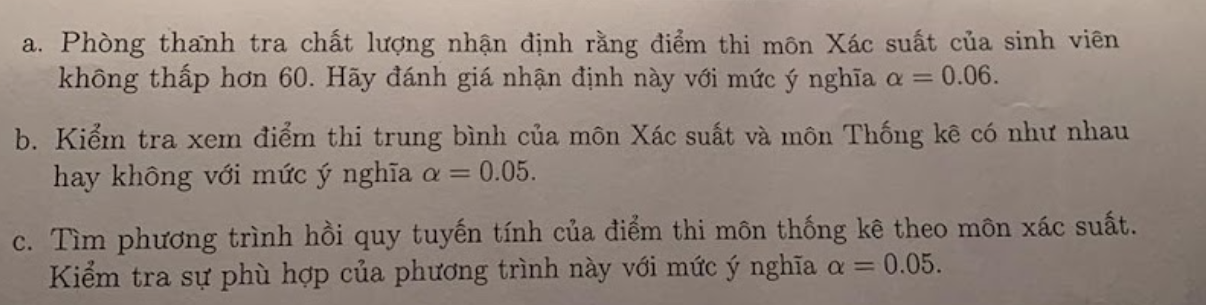 a. Phòng thanh tra chất lượng nhận định rằng điểm thi môn Xác suất của sinh viên
không thấp hơn 60. Hãy đánh giá nhận định này với mức ý nghĩa α = 0.06.
b. Kiểm tra xem điểm thi trung bình của môn Xác suất và môn Thống kê có như nhau
hay không với mức ý nghĩa α = 0.05.
c. Tìm phương trình hồi quy tuyến tính của điểm thi môn thống kê theo môn xác suất.
Kiểm tra sự phù hợp của phương trình này với mức ý nghĩa α = 0.05.